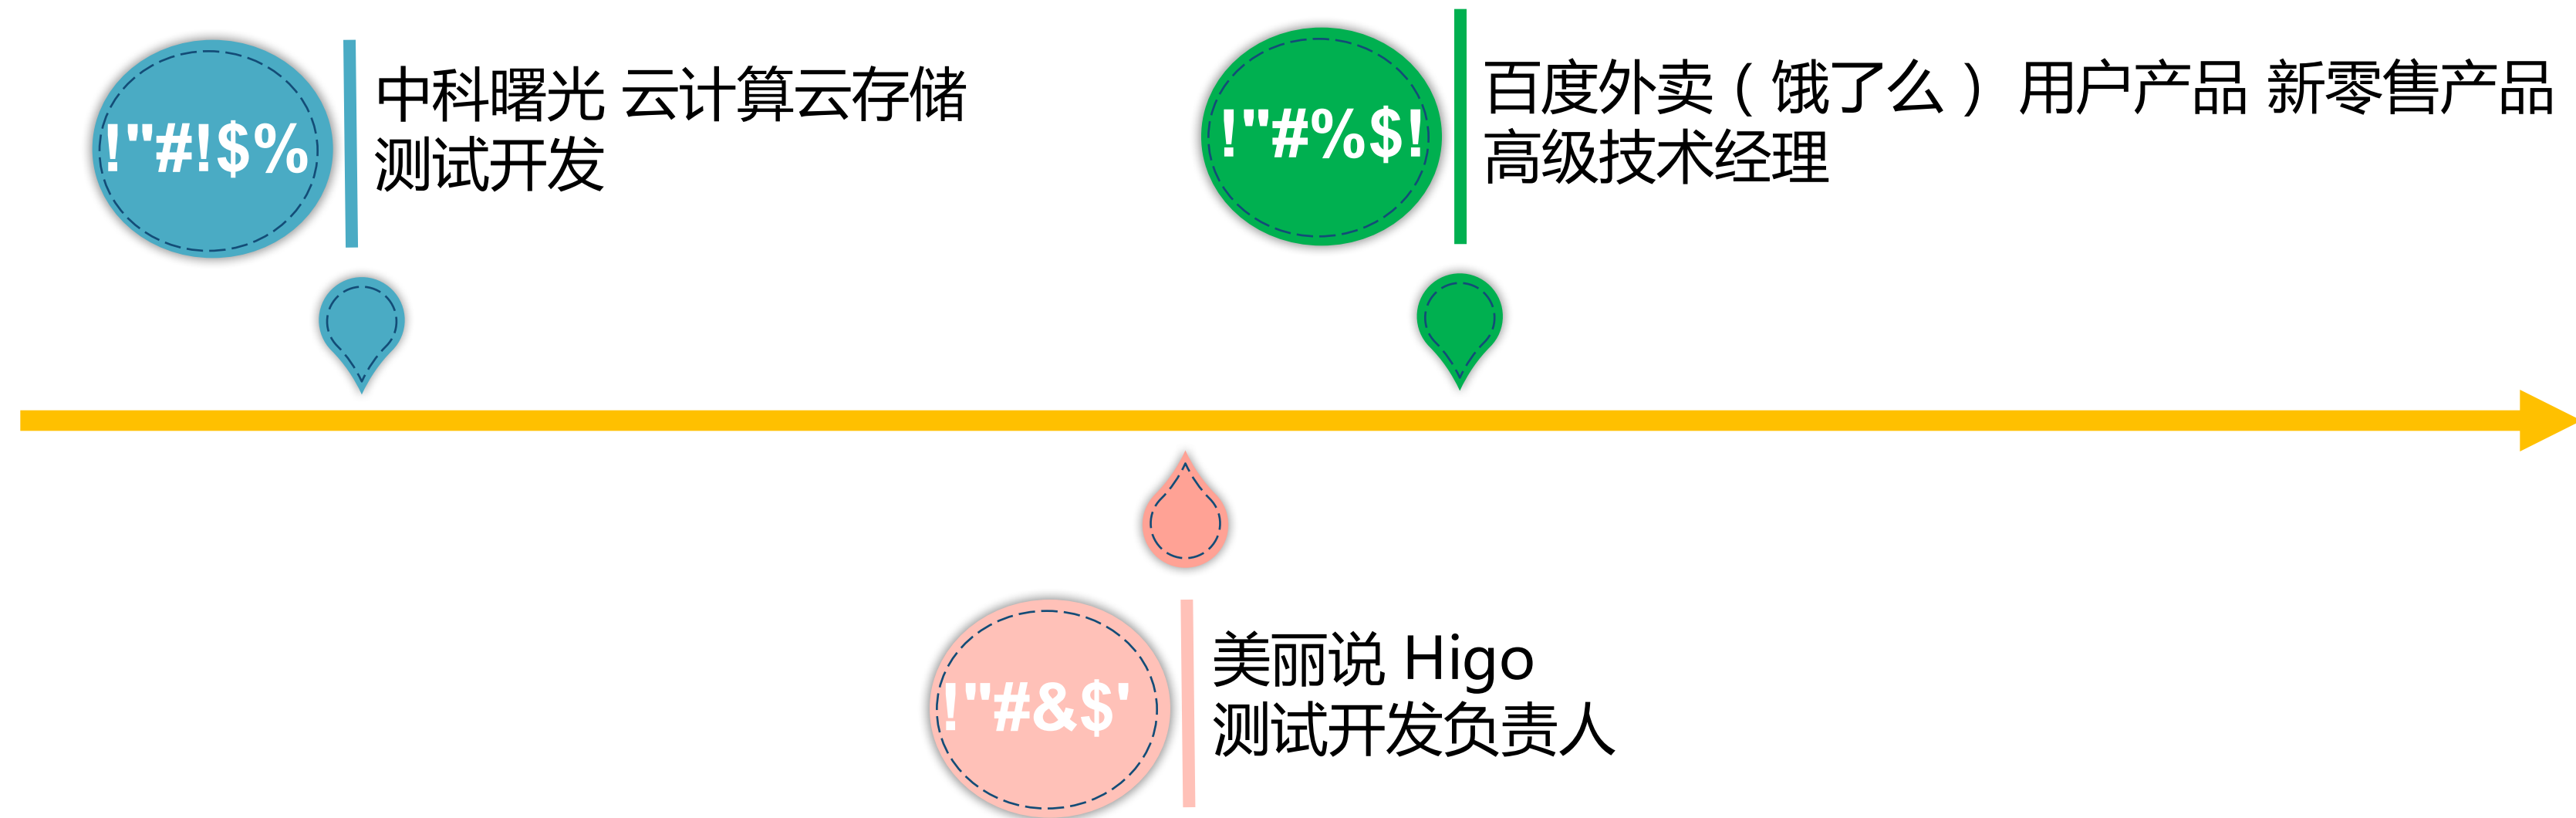 !"#!$%
中科曙光 云计算云存储
测试开发
!"#%$!
百度外卖（饿了么） 用户产品 新零售产品
高级技术经理
!"#&$'
美丽说 Higo
测试开发负责人